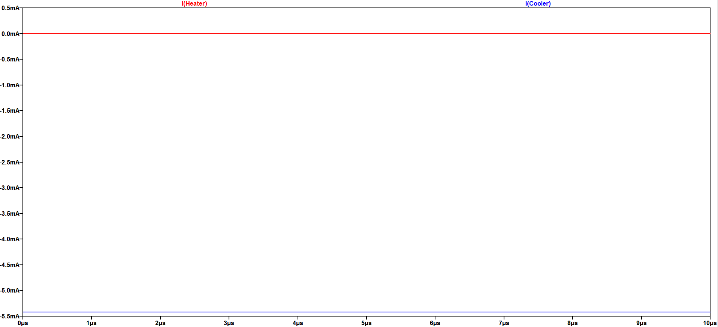 I(Heater) I(Cooler)
0.5mA
0.0mA
-0.5mA
-1.0mA
-1.5mA
-2.0mA
-2.5mA
-3.0mA
-3.5mA
-4.0mA
-4.5mA
-5.0mA
-5.5mA
0µs 1µs 2µs 3µs 4µs 5µs 6µs 7µs 8µs 9µs 10µs